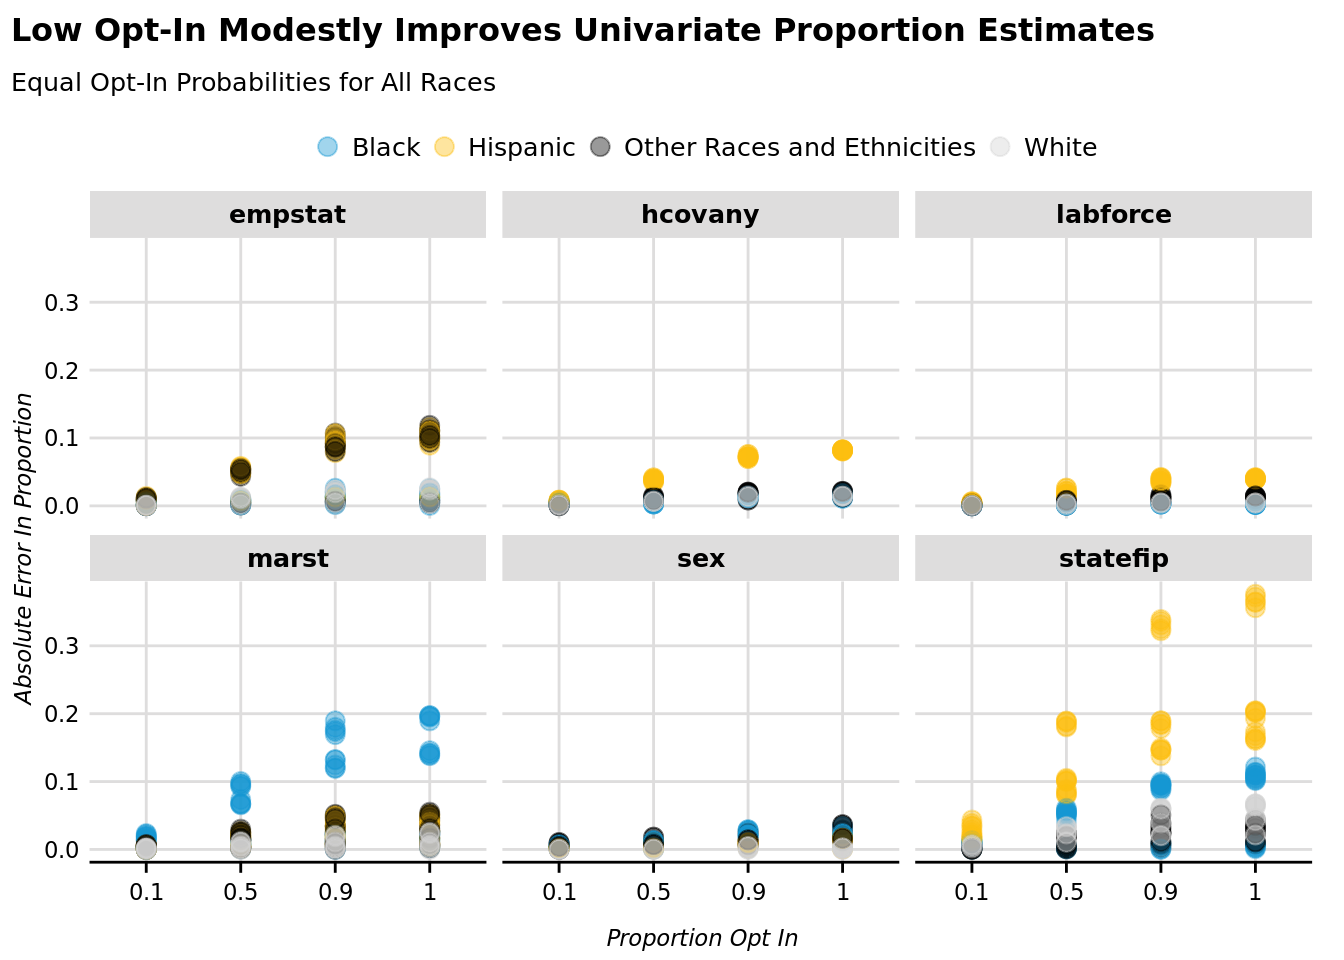 Low Opt-In Modestly Improves Univariate Proportion Estimates
Equal Opt-In Probabilities for All Races
Black Hispanic Other Races and Ethnicities White
empstat hcovany labforce
0.3
0.2
0.1
0.0
marst sex statefip
0.3
0.2
0.1
0.0
Absolute Error In Proportion
0.1 0.5 0.9 1 0.1 0.5 0.9 1 0.1 0.5 0.9 1
Proportion Opt In